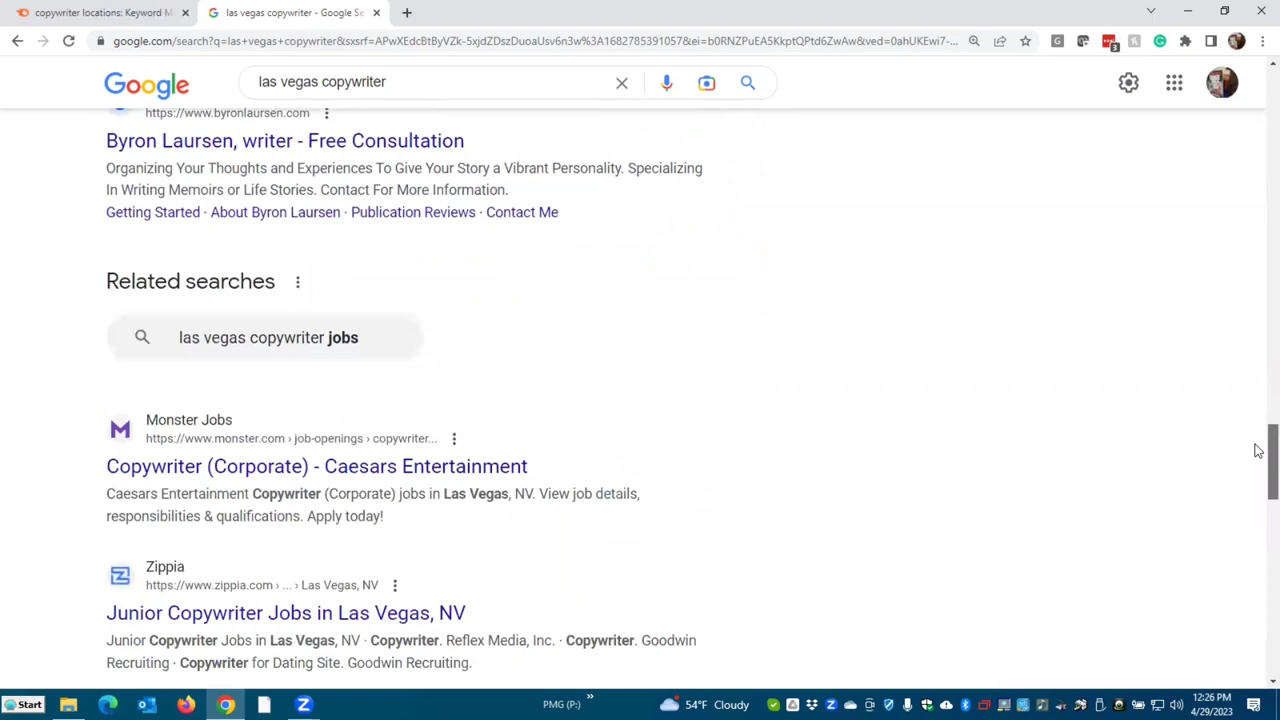 copywriter locations: Keyword M
las vegas copywriter - Google Se
google.com/search?q=las+vegas+copywriter&sxsrf=APwXEdcBtByVZk-5xjdZDszDuoaUsv6n3w%3A1682785391057&ei=b0RNZPuEA5KkptQPtd6ZwAw&ved=0ahUKEwi7-...
3
Google
las vegas copywriter
https://www.byronlaursen.com
Byron Laursen, writer - Free Consultation
Organizing Your Thoughts and Experiences To Give Your Story a Vibrant Personality. Specializing
In Writing Memoirs or Life Stories. Contact For More Information.
Getting Started · About Byron Laursen · Publication Reviews · Contact Me
Related searches
las vegas copywriter jobs
Monster Jobs
https://www.monster.com › job-openings › copywriter...
Copywriter (Corporate) - Caesars Entertainment
Caesars Entertainment Copywriter (Corporate) jobs in Las Vegas, NV. View job details,
responsibilities & qualifications. Apply today!
Zippia
https://www.zippia.com › ... › Las Vegas, NV
Junior Copywriter Jobs in Las Vegas, NV
Junior Copywriter Jobs in Las Vegas, NV · Copywriter. Reflex Media, Inc. · Copywriter. Goodwin
Recruiting · Copywriter for Dating Site. Goodwin Recruiting.
Start
PMG (P:)
54°F Cloudy
12:26 PM
4/29/2023